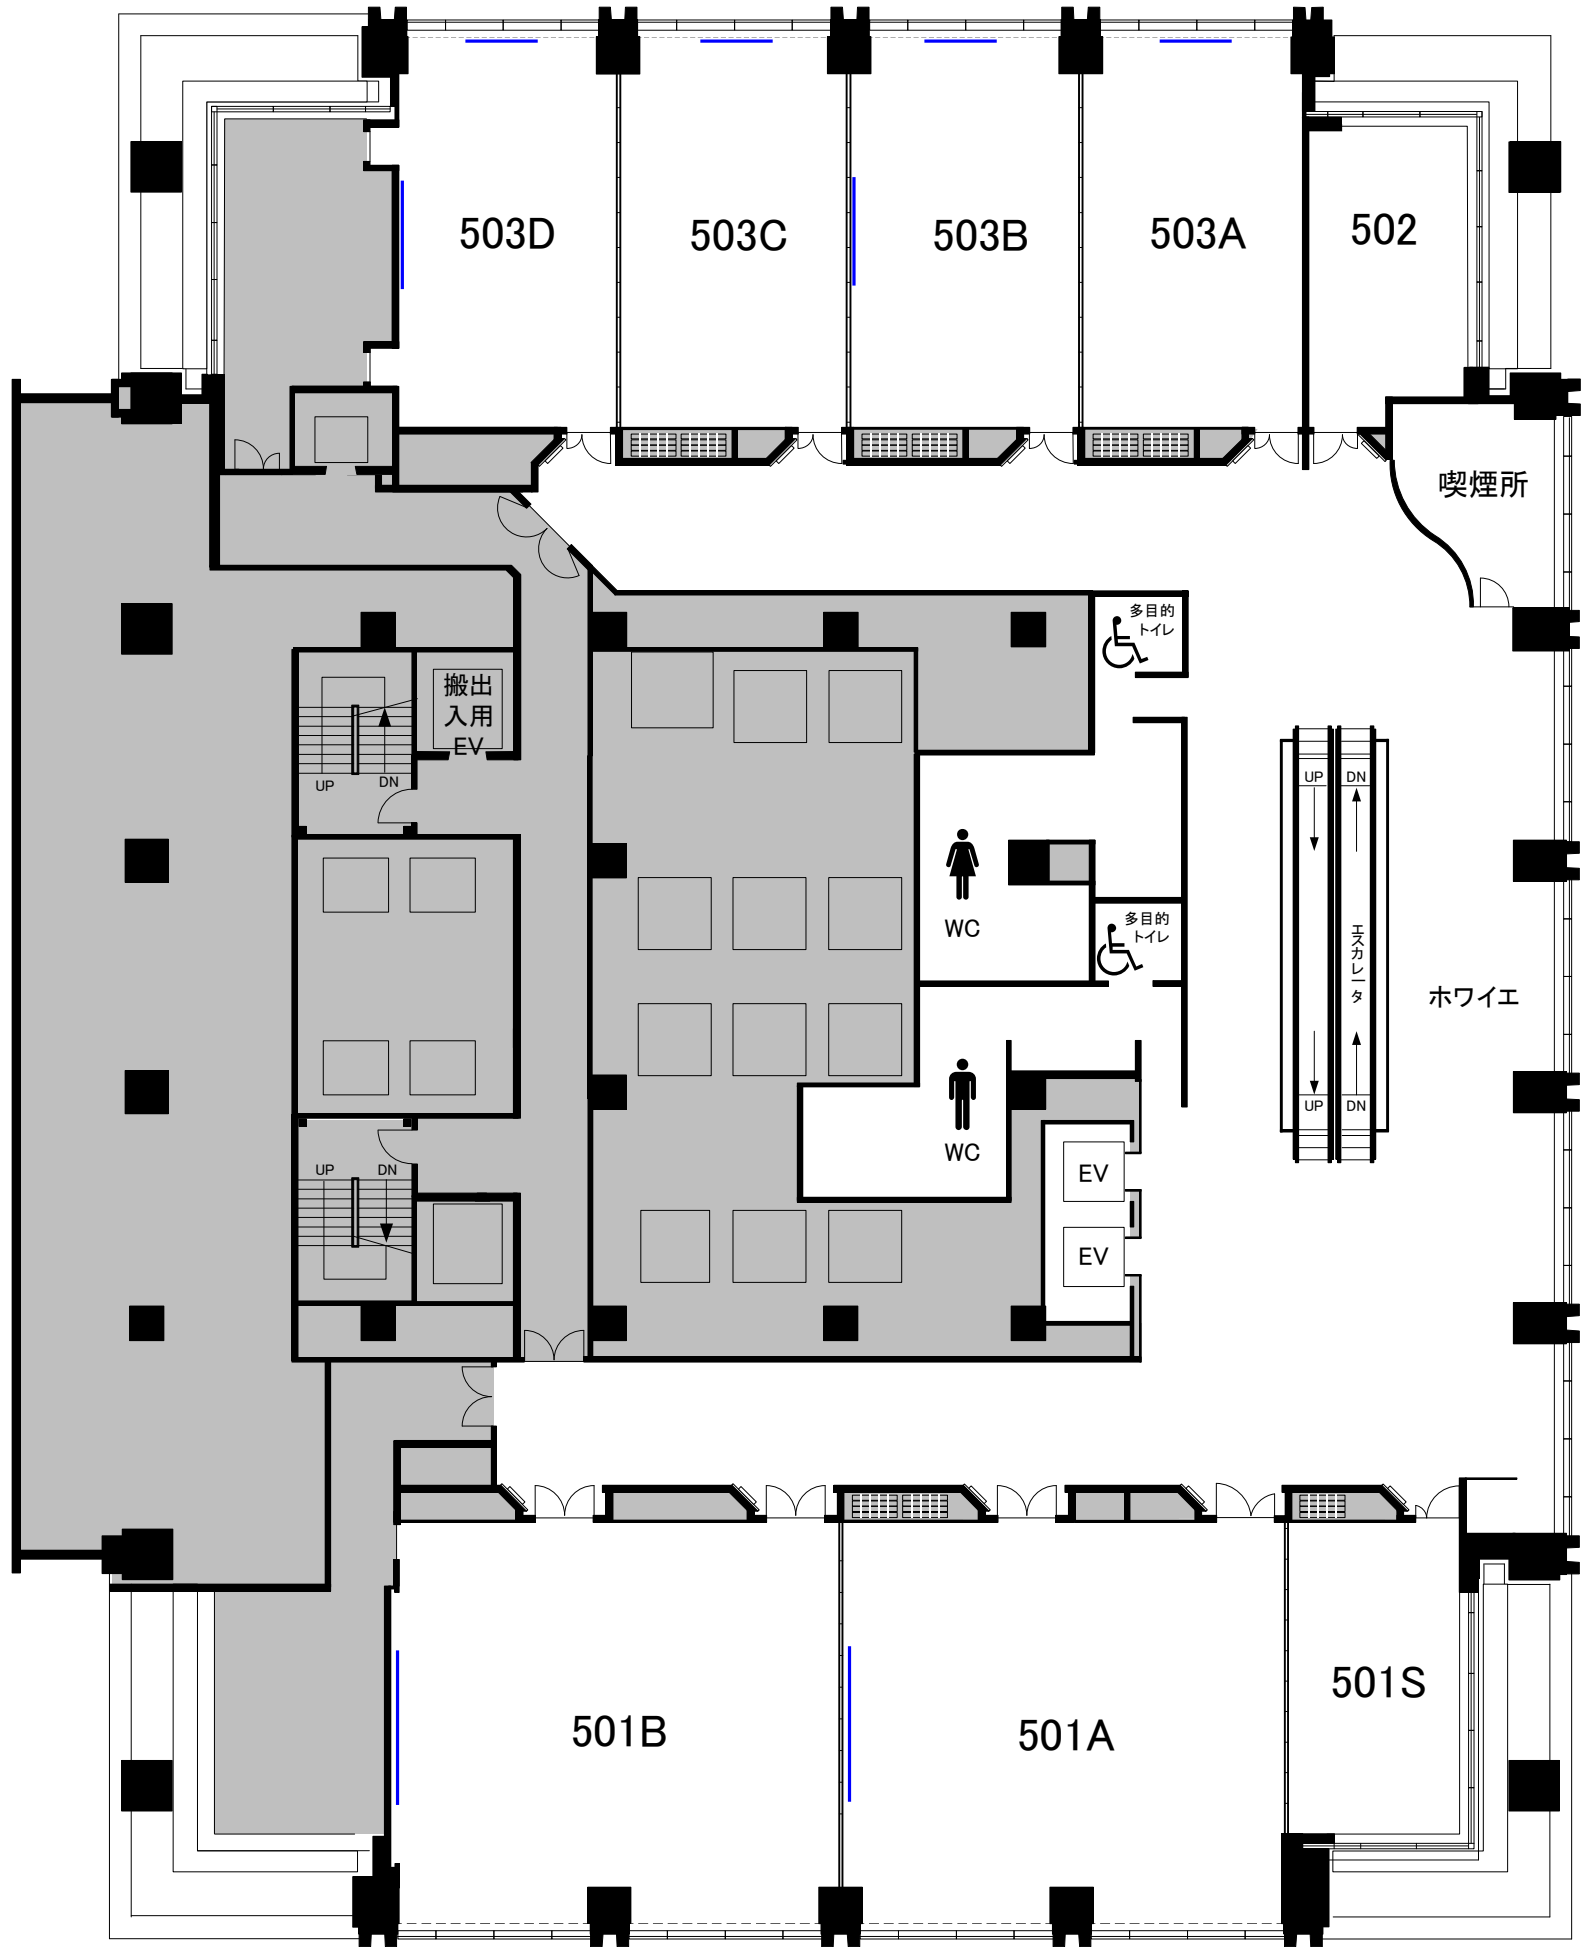 503D
503C
503B
503A
502
喫煙所
多目的
トイレ
搬出
入用
EV
UP
DN
UP
DN
WC
多目的
トイレ
エスカレータ
ホワイエ
WC
UP
DN
EV
UP
DN
EV
501S
501B
501A